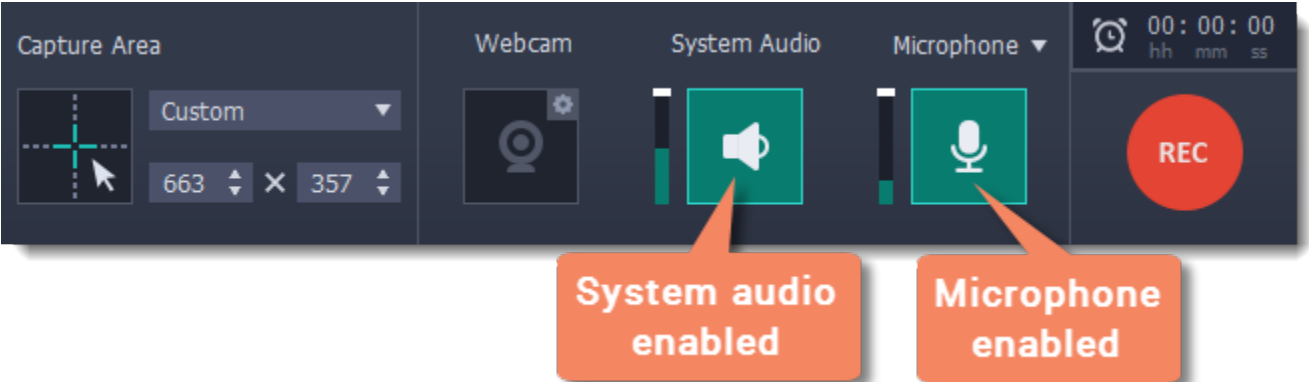 Capture Area
Webcam
System Audio
Microphone
00: 00: 00
hh mm ss
Custom
663 × 357
REC
System audio
enabled
Microphone
enabled